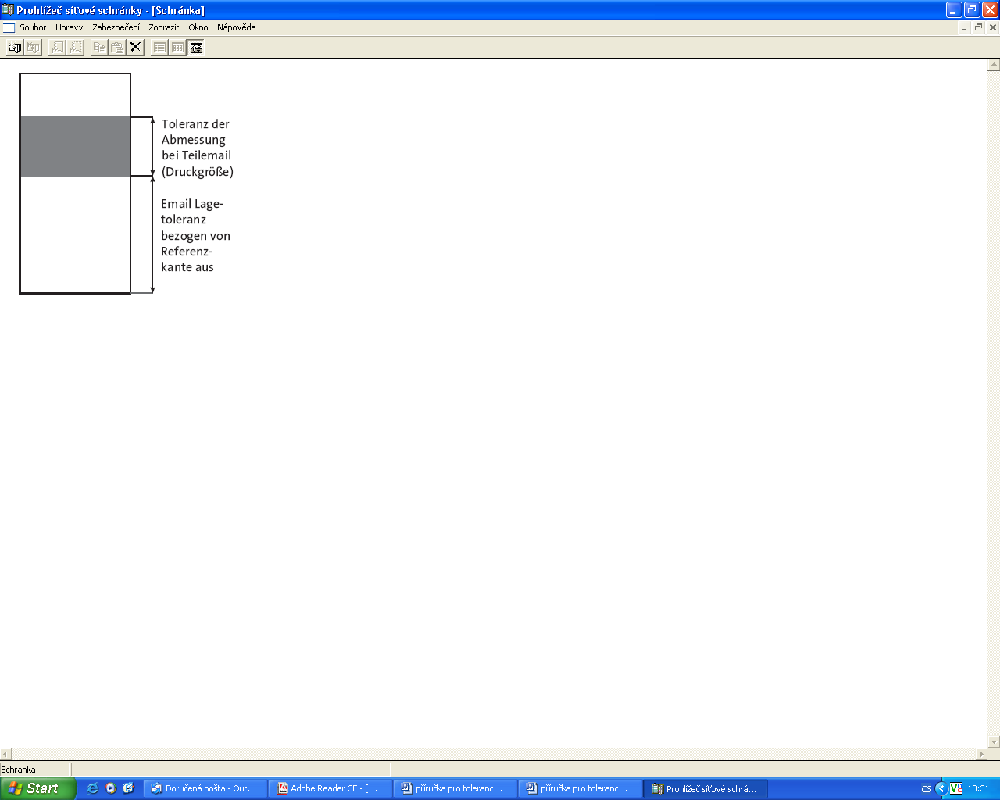 Prohlížeč síťové schránky - [Schránka]
Soubor Úpravy Zabezpečení Zobrazit Okno Nápověda
Toleranz der
Abmessung
bei Teilemail
(Druckgröße)
Email Lage-
toleranz
bezogen von
Referenz-
kante aus
Schránka
Start Doručená pošta - Out... Adobe Reader CE - [... příručka pro toleranc... příručka pro toleranc... Prohlížeč síťové schrá... CS 13:31